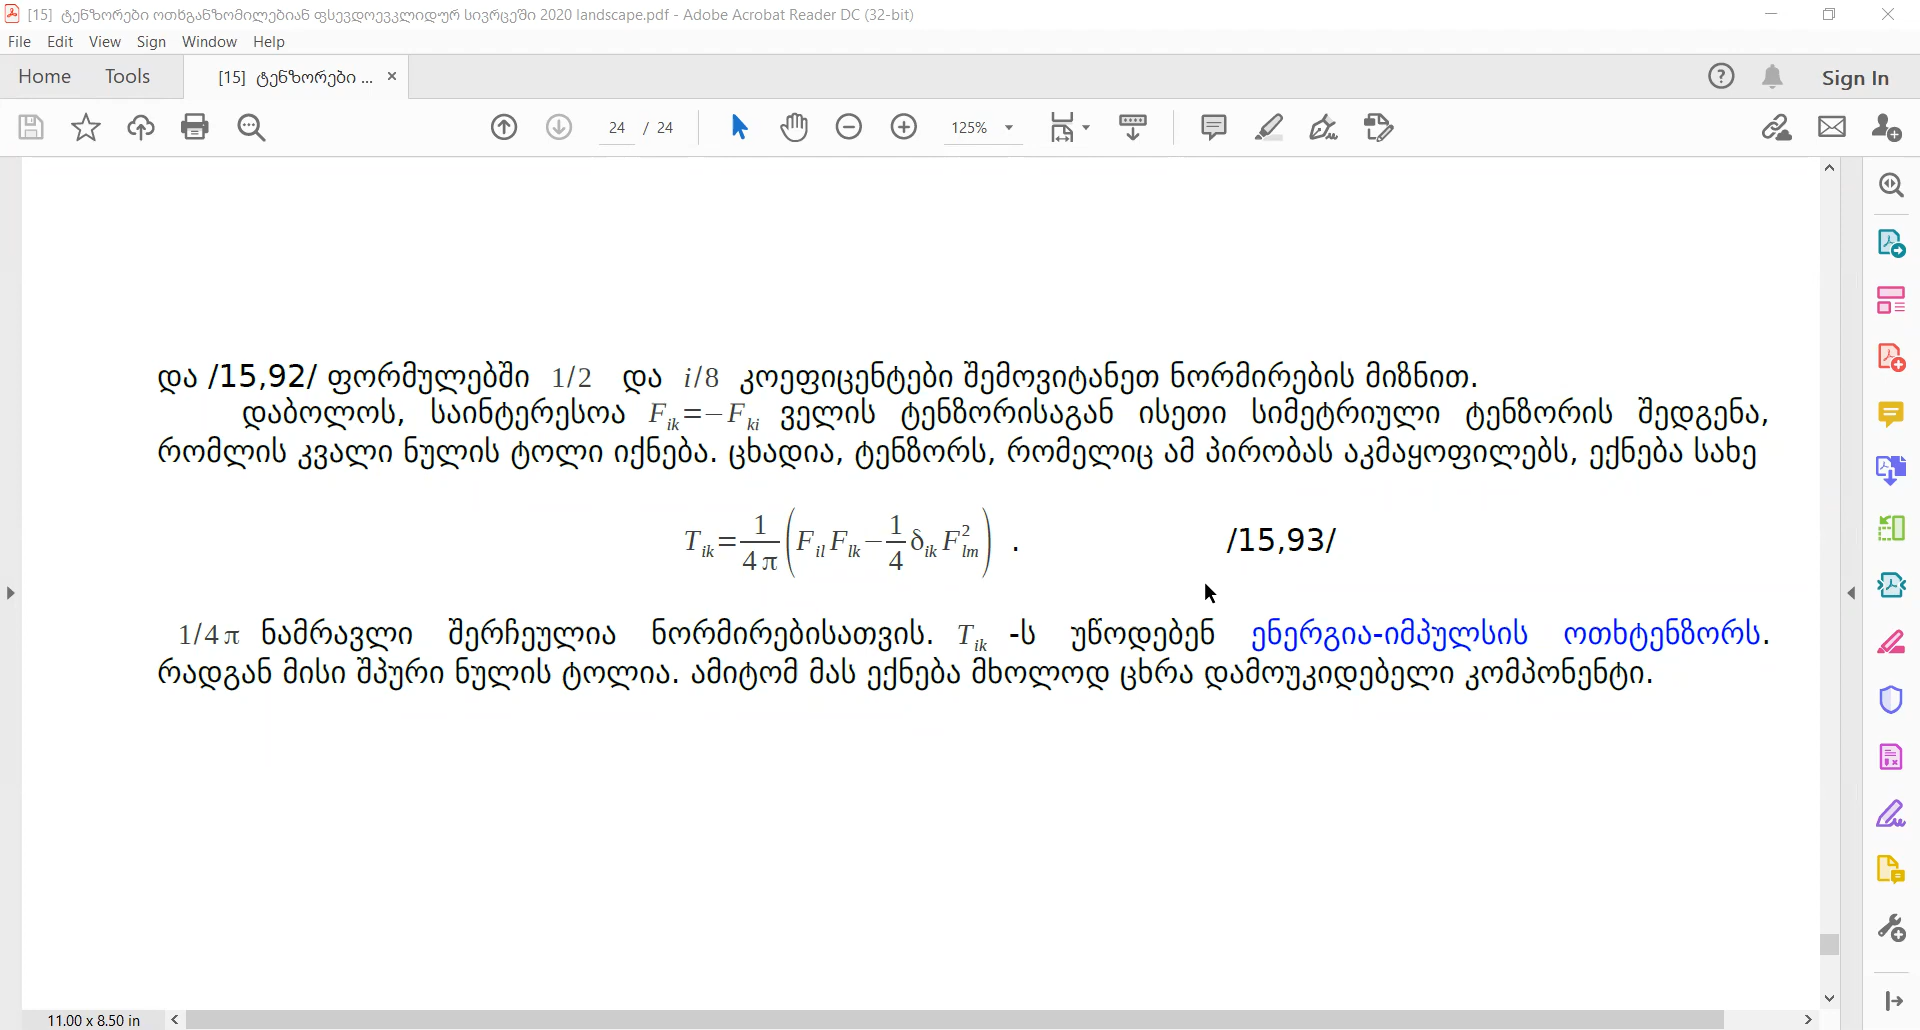 [15] ტენზორები ოთხგანზომილებიან ფსევდოევკლიდურ სივრცეში 2020 landscape.pdf - Adobe Acrobat Reader DC (32-bit)
File Edit View Sign Window Help
Home Tools [15] ტენზორები ... × Sign In
24 / 24 125%
და /15,92/ ფორმულებში 1/2 და i/8 კოეფიცენტები შემოვიტანეთ ნორმირების მიზნით.
დაბოლოს, საინტერესოა F_ik=−F_ki ველის ტენზორისაგან ისეთი სიმეტრიული ტენზორის შედგენა,
რომლის კვალი ნულის ტოლი იქნება. ცხადია, ტენზორს, რომელიც ამ პირობას აკმაყოფილებს, ექნება სახე
T_ik = 1/4π (F_il F_lk − 1/4 δ_ik F²_lm) . /15,93/
1/4π ნამრავლი შერჩეულია ნორმირებისათვის. T_ik -ს უწოდებენ ენერგია-იმპულსის ოთხტენზორს.
რადგან მისი შპური ნულის ტოლია. ამიტომ მას ექნება მხოლოდ ცხრა დამოუკიდებელი კომპონენტი.
11.00 x 8.50 in